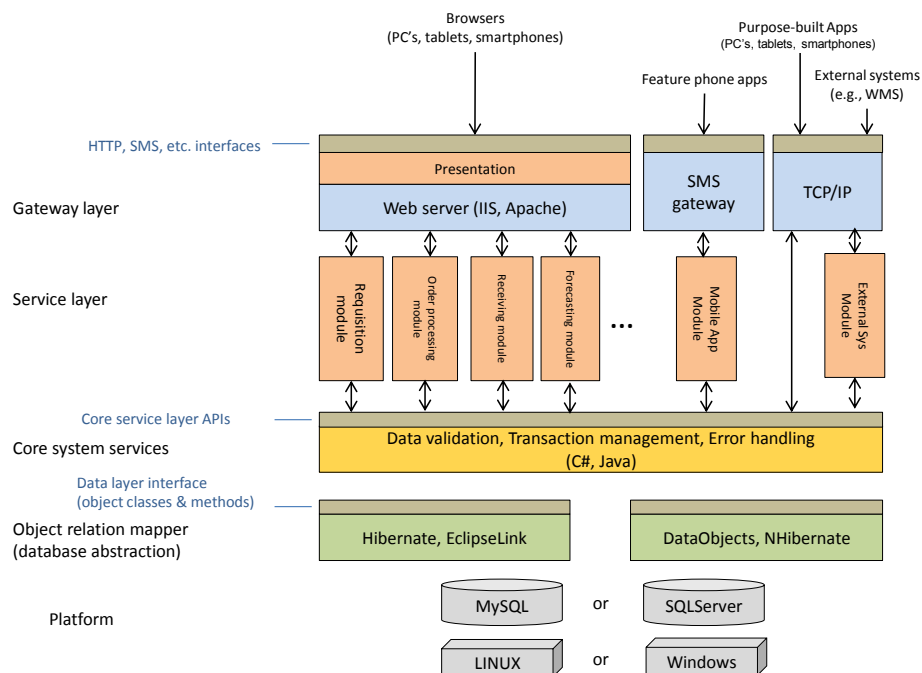 Browsers
(PC's, tablets, smartphones)
Purpose-built Apps
(PC's, tablets, smartphones)
Feature phone apps
External systems
(e.g., WMS)
HTTP, SMS, etc. interfaces
Presentation
Gateway layer
Web server (IIS, Apache)
SMS
gateway
TCP/IP
Service layer
Requisition
module
Order processing
module
Receiving module
Forecasting module
...
Mobile App
Module
External Sys
Module
Core service layer APIs
Core system services
Data validation, Transaction management, Error handling
(C#, Java)
Data layer interface
(object classes & methods)
Object relation mapper
(database abstraction)
Hibernate, EclipseLink
DataObjects, NHibernate
Platform
MySQL
or
SQLServer
LINUX
or
Windows